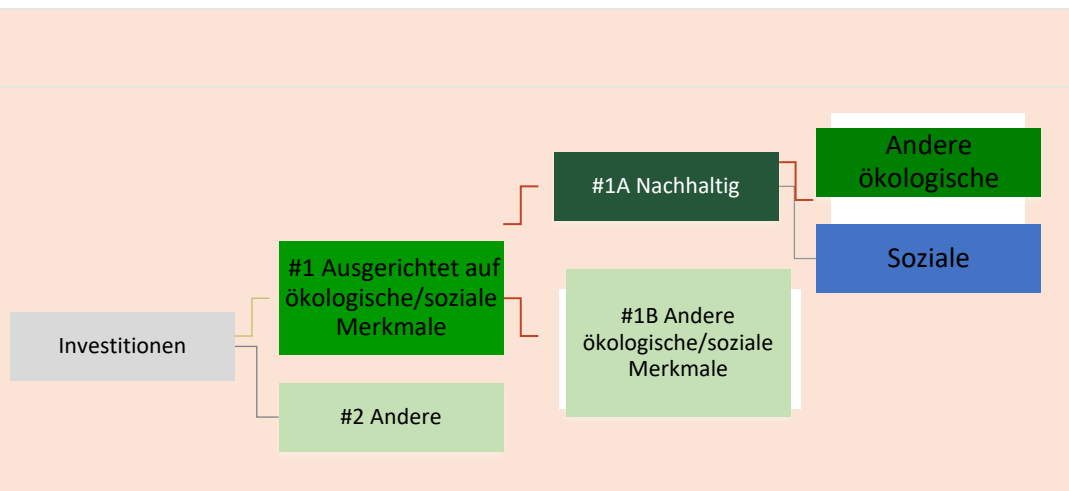 Investitionen
#1 Ausgerichtet auf
ökologische/soziale
Merkmale
#2 Andere
#1A Nachhaltig
#1B Andere
ökologische/soziale
Merkmale
Andere
ökologische
Soziale